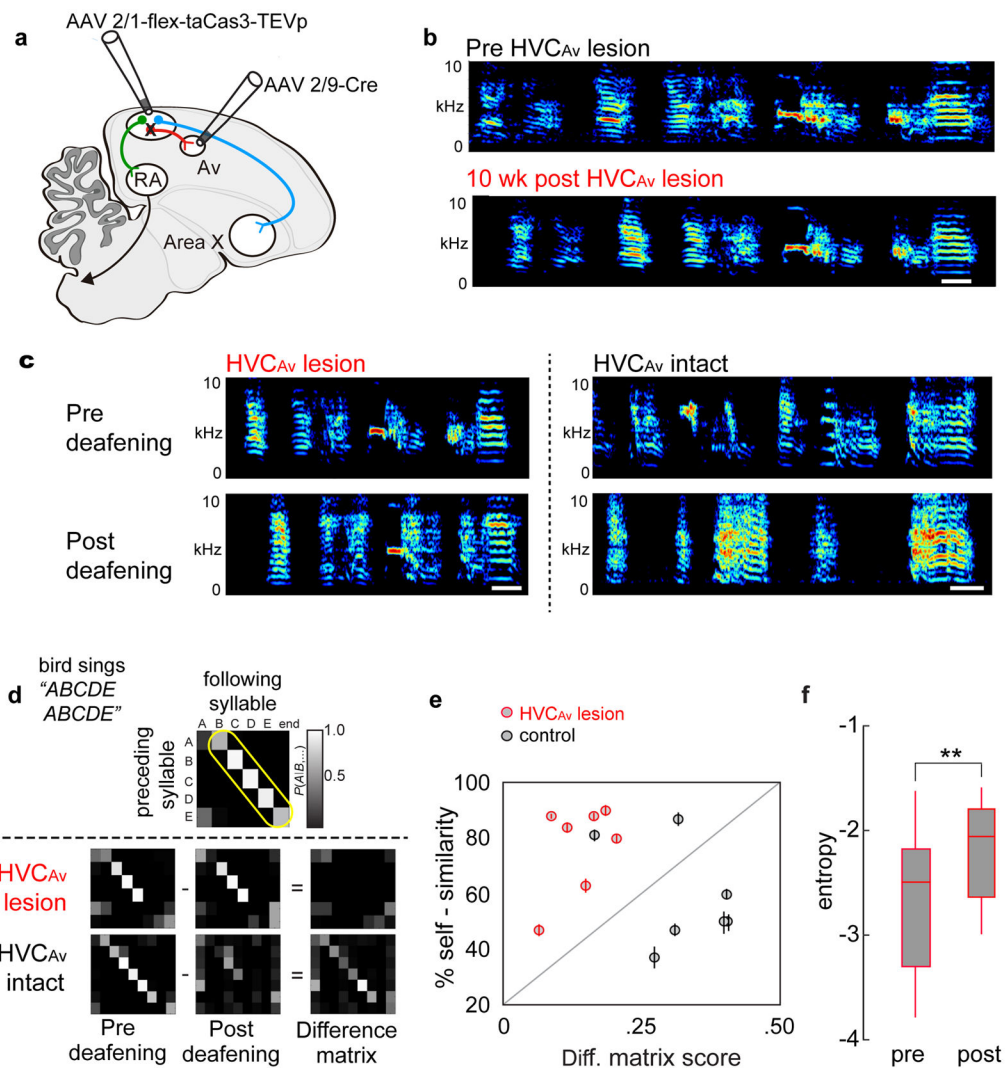 a
AAV 2/1-flex-taCas3-TEVp
AAV 2/9-Cre
X
Av
RA
Area X
b
Pre HVCAv lesion
10
kHz
0
10 wk post HVCAv lesion
10
kHz
0
c
HVCAv lesion
HVCAv intact
Pre
deafening
10
kHz
0
10
kHz
0
Post
deafening
10
kHz
0
10
kHz
0
d
bird sings
"ABCDE
ABCDE"
following
syllable
A B C D E end
preceding
syllable
A
B
C
D
E
1.0
0.5
P(A|B,...)
HVCAv
lesion
- =
HVCAv
intact
- =
Pre
deafening
Post
deafening
Difference
matrix
e
HVCAv lesion
control
% self - similarity
100
80
60
40
20
0 .25 .50
Diff. matrix score
f
entropy
-1
-2
-3
-4
**
pre post